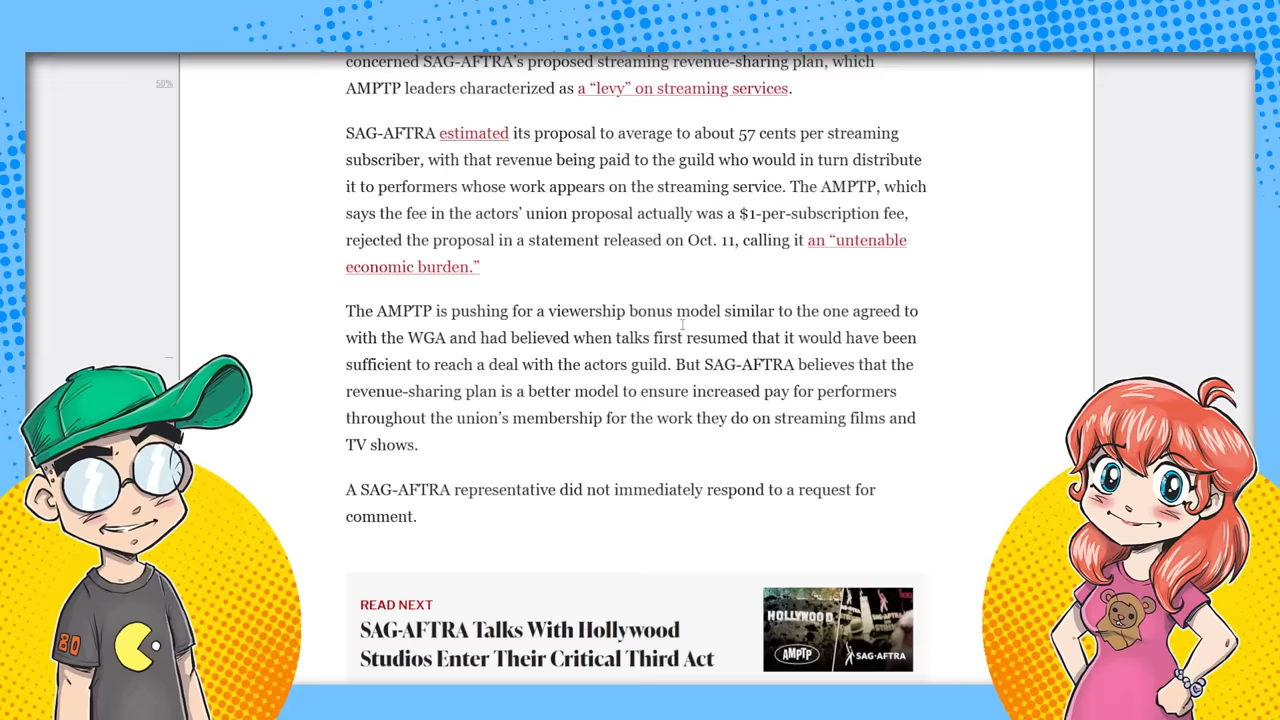 concerned SAG-AFTRA's proposed streaming revenue-sharing plan, which
50%
AMPTP leaders characterized as a “levy” on streaming services.
SAG-AFTRA estimated its proposal to average to about 57 cents per streaming
subscriber, with that revenue being paid to the guild who would in turn distribute
it to performers whose work appears on the streaming service. The AMPTP, which
says the fee in the actors’ union proposal actually was a $1-per-subscription fee,
rejected the proposal in a statement released on Oct. 11, calling it an “untenable
economic burden.”
The AMPTP is pushing for a viewership bonus model similar to the one agreed to
with the WGA and had believed when talks first resumed that it would have been
sufficient to reach a deal with the actors guild. But SAG-AFTRA believes that the
revenue-sharing plan is a better model to ensure increased pay for performers
throughout the union’s membership for the work they do on streaming films and
TV shows.
A SAG-AFTRA representative did not immediately respond to a request for
comment.
READ NEXT
SAG-AFTRA Talks With Hollywood
Studios Enter Their Critical Third Act
HOLLYWOOD
AMPTP
SAG-AFTRA
80